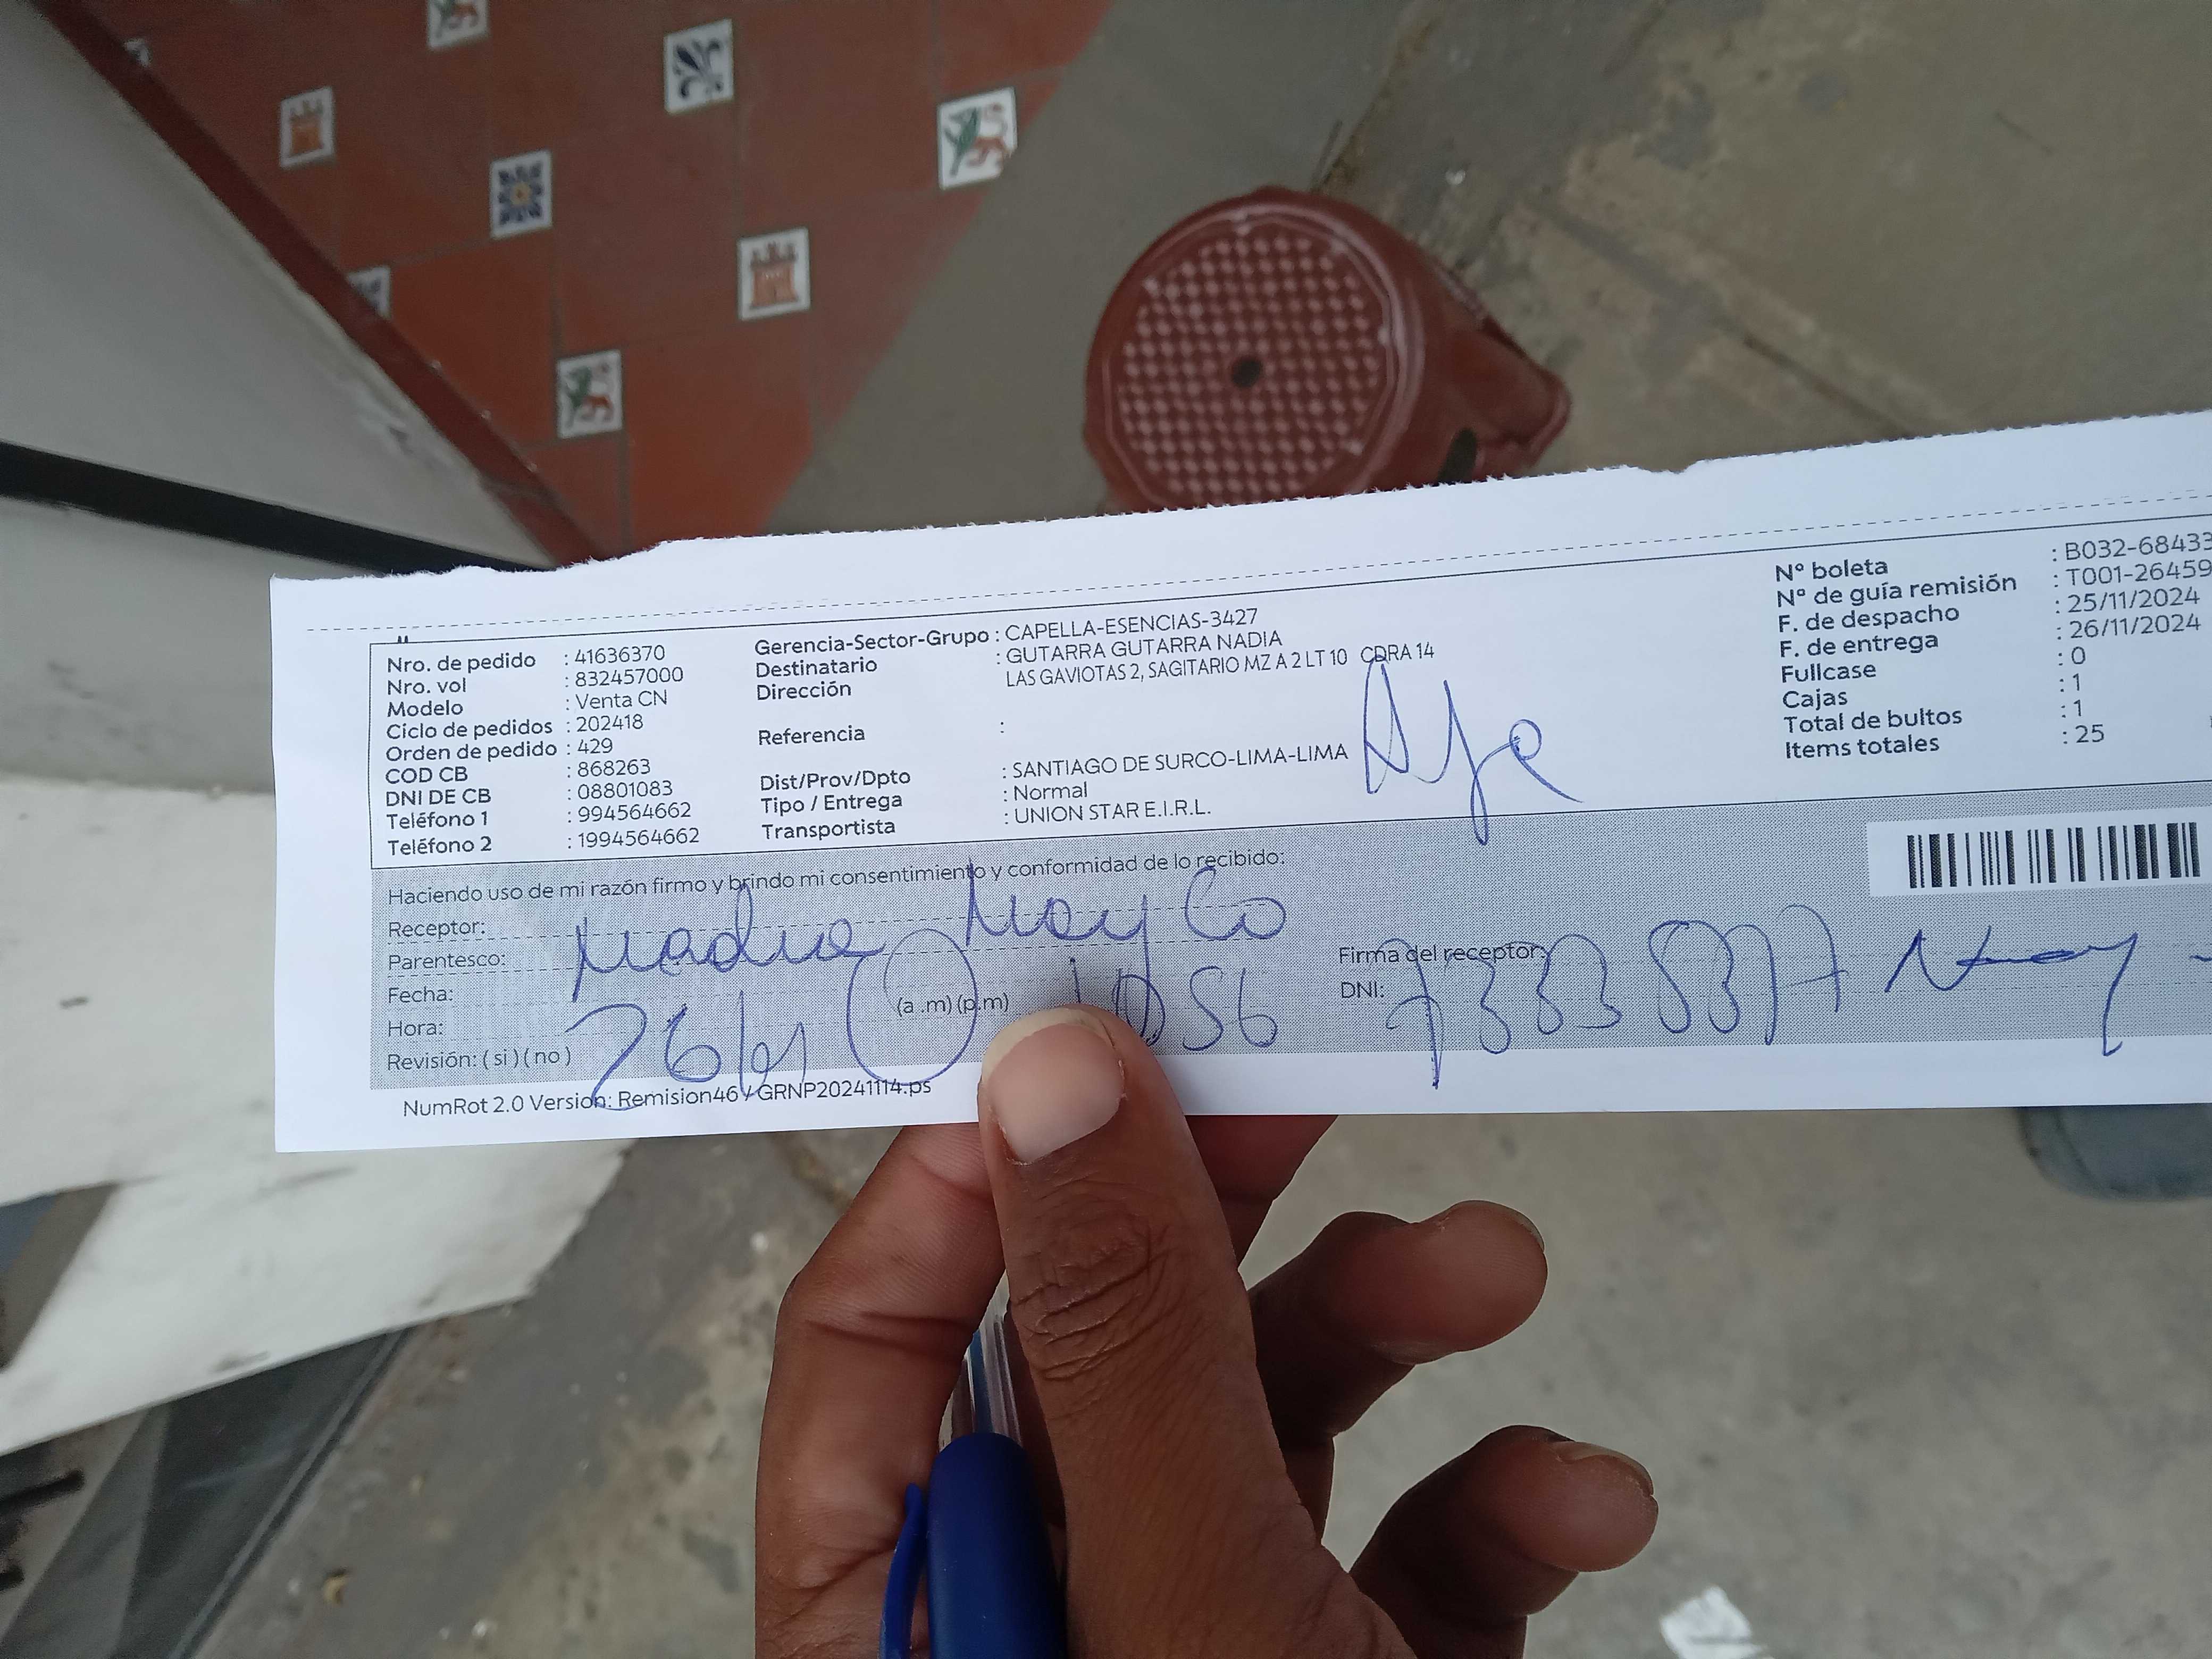 Nro. de pedido : 41636370
Nro. vol : 832457000
Modelo : Venta CN
Ciclo de pedidos : 202418
Orden de pedido : 429
COD CB : 868263
DNI DE CB : 08801083
Teléfono 1 : 994564662
Teléfono 2 : 1994564662
Gerencia-Sector-Grupo : CAPELLA-ESENCIAS-3427
Destinatario : GUTARRA GUTARRA NADIA
Dirección LAS GAVIOTAS 2, SAGITARIO MZ A 2 LT 10 CDRA 14
Referencia :
Dist/Prov/Dpto : SANTIAGO DE SURCO-LIMA-LIMA
Tipo / Entrega : Normal
Transportista : UNION STAR E.I.R.L.
Nº boleta : B032-68433
Nº de guía remisión : T001-26459
F. de despacho : 25/11/2024
F. de entrega : 26/11/2024
Fullcase : 0
Cajas : 1
Total de bultos : 1
Items totales : 25
Haciendo uso de mi razón firmo y brindo mi consentimiento y conformidad de lo recibido:
Receptor:
Parentesco:
Fecha:
Hora: (a .m) (p.m)
Revisión: ( si ) ( no )
Firma del receptor:
DNI:
NumRot 2.0 Version: Remision46 / GRNP20241114.ps